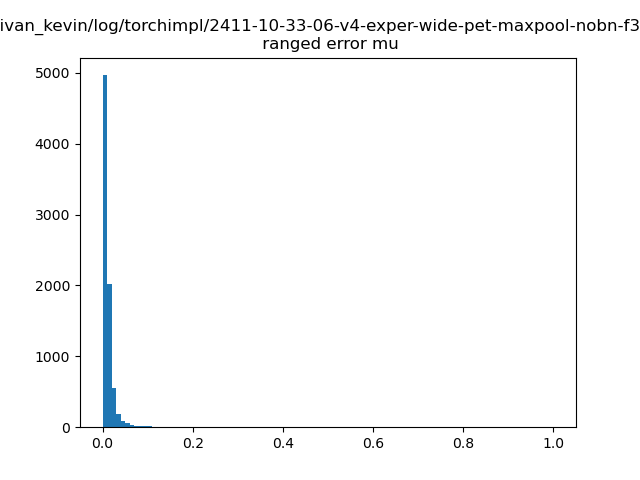 ivan_kevin/log/torchimpl/2411-10-33-06-v4-exper-wide-pet-maxpool-nobn-f3
ranged error mu
5000
4000
3000
2000
1000
0
0.0 0.2 0.4 0.6 0.8 1.0